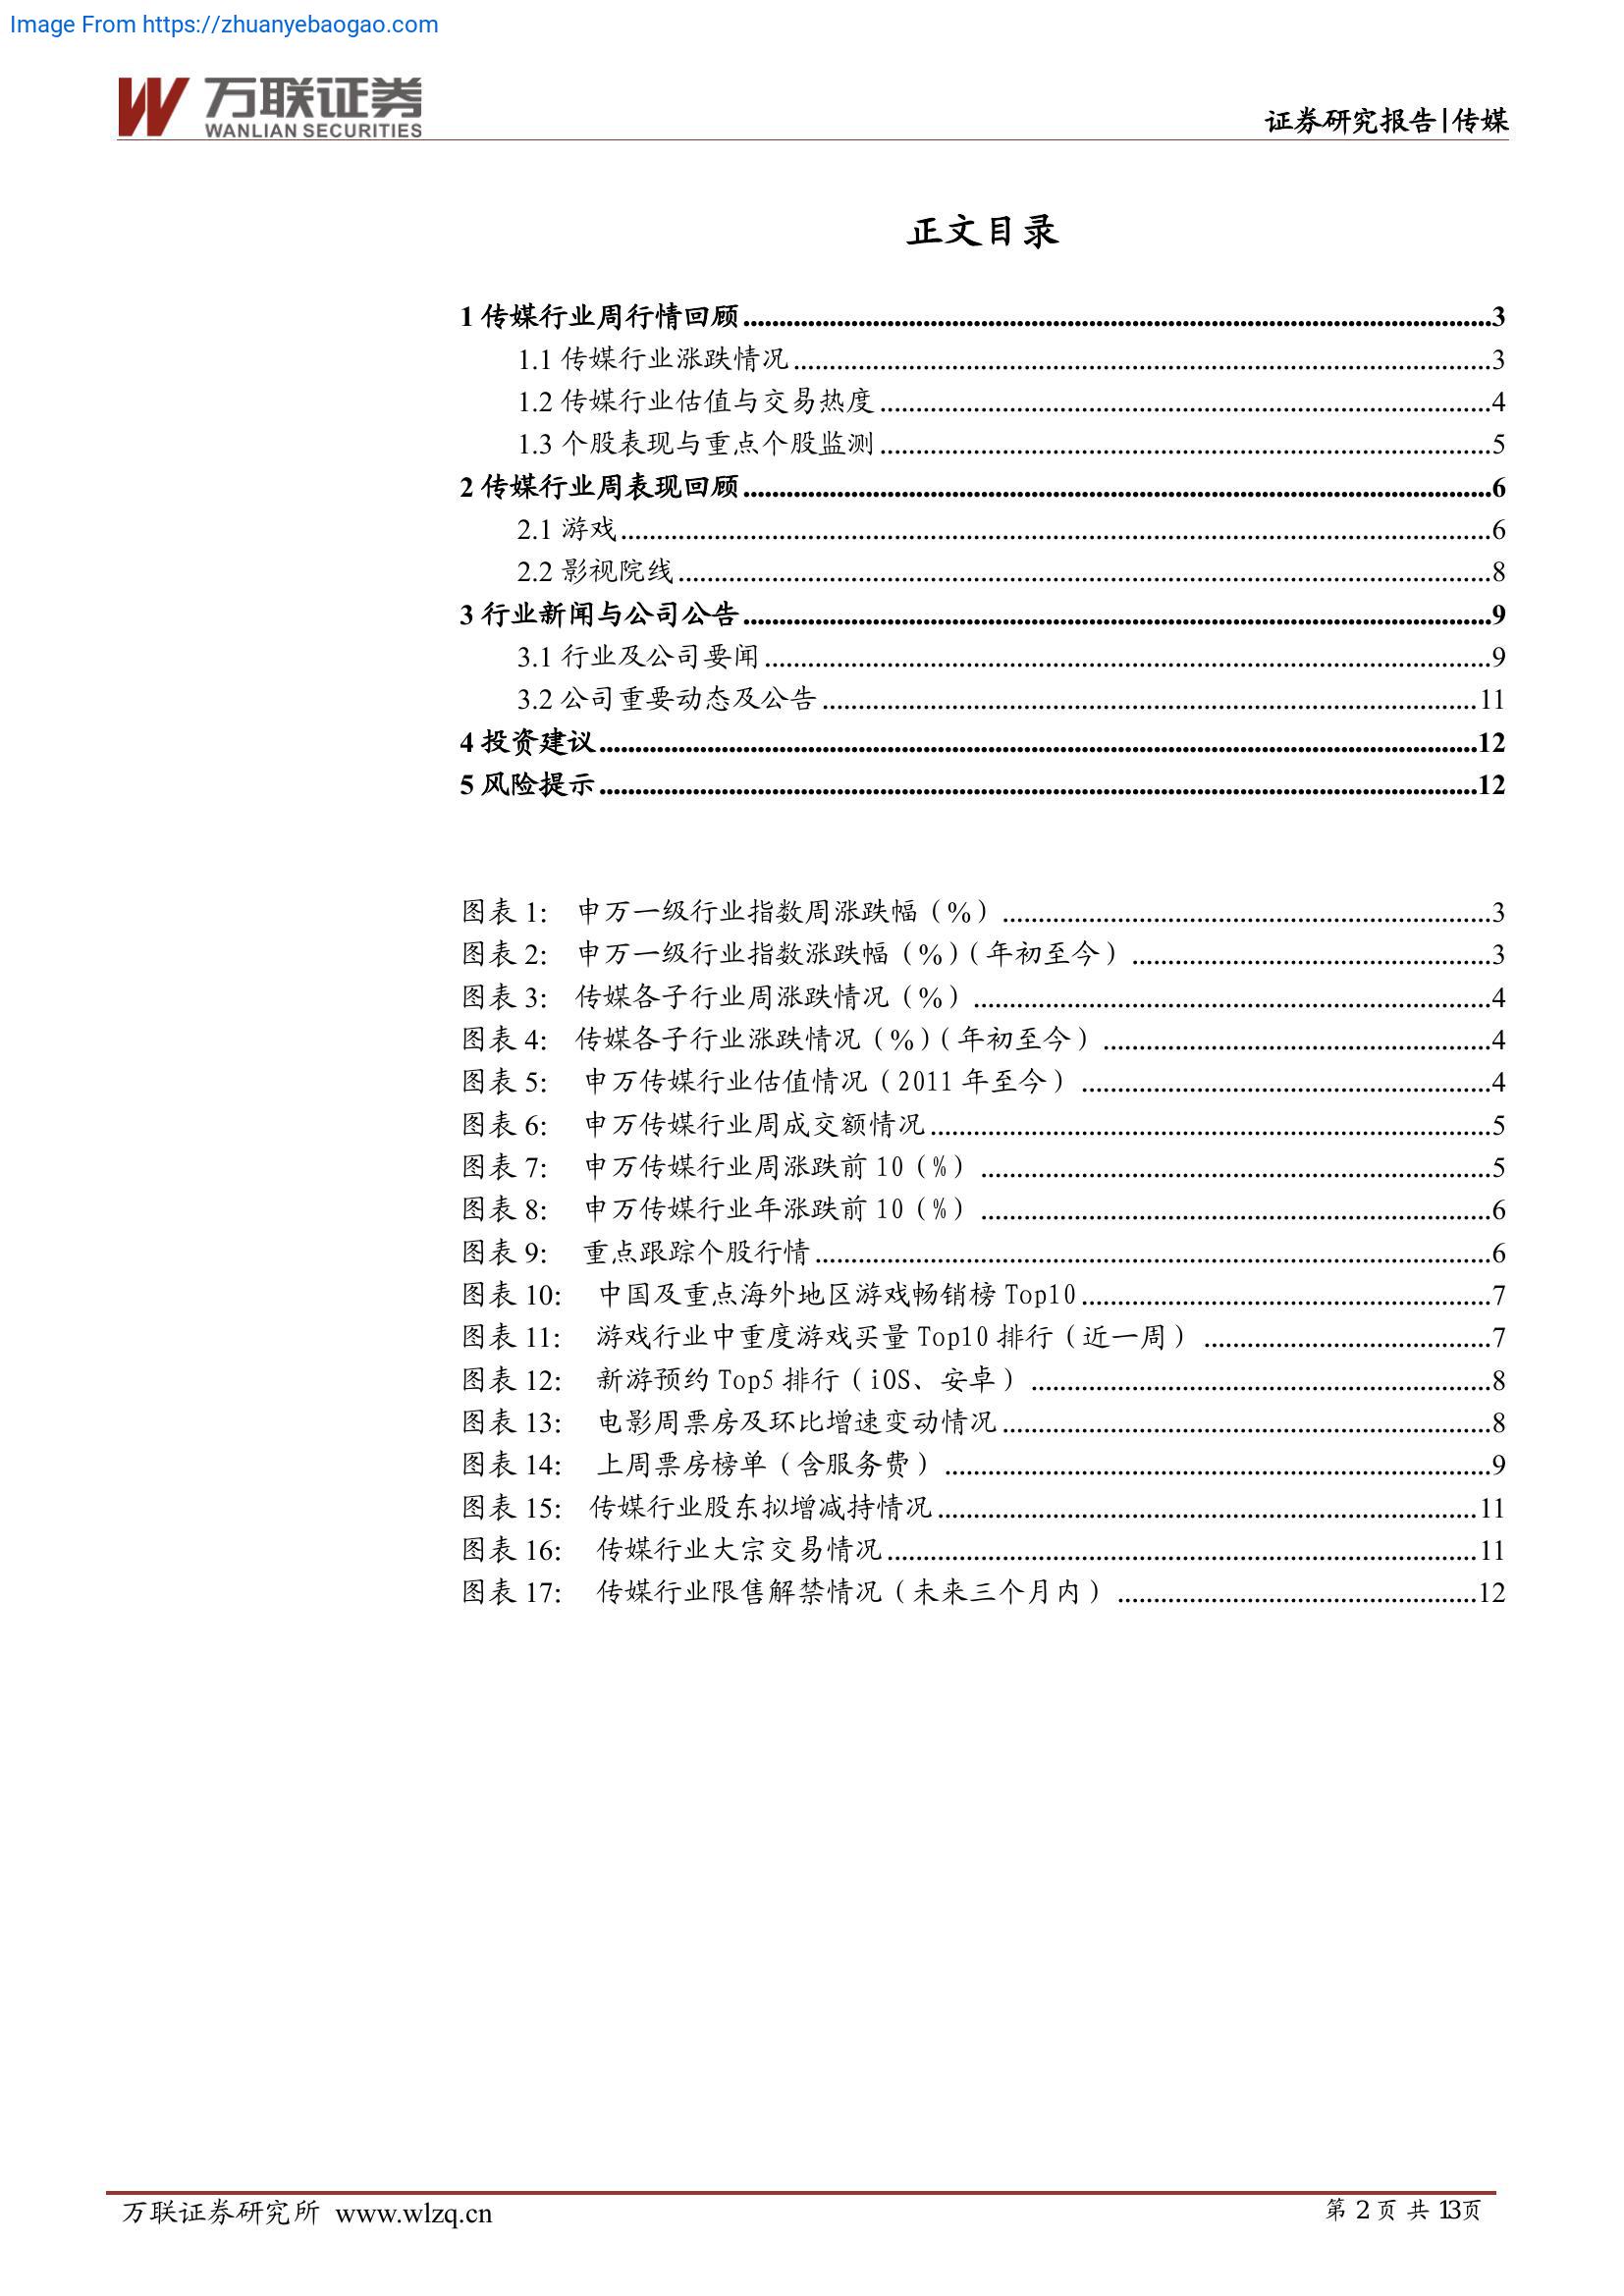 Image From https://zhuanyebaogao.com
万联证券
WANLIAN SECURITIES
证券研究报告|传媒
正文目录
1 传媒行业周行情回顾 3
1.1 传媒行业涨跌情况 3
1.2 传媒行业估值与交易热度 4
1.3 个股表现与重点个股监测 5
2 传媒行业周表现回顾 6
2.1 游戏 6
2.2 影视院线 8
3 行业新闻与公司公告 9
3.1 行业及公司要闻 9
3.2 公司重要动态及公告 11
4 投资建议 12
5 风险提示 12
图表 1: 申万一级行业指数周涨跌幅（%） 3
图表 2: 申万一级行业指数涨跌幅（%）（年初至今） 3
图表 3: 传媒各子行业周涨跌情况（%） 4
图表 4: 传媒各子行业涨跌情况（%）（年初至今） 4
图表 5: 申万传媒行业估值情况（2011 年至今） 4
图表 6: 申万传媒行业周成交额情况 5
图表 7: 申万传媒行业周涨跌前 10（%） 5
图表 8: 申万传媒行业年涨跌前 10（%） 6
图表 9: 重点跟踪个股行情 6
图表 10: 中国及重点海外地区游戏畅销榜 Top10 7
图表 11: 游戏行业中重度游戏买量 Top10 排行（近一周） 7
图表 12: 新游预约 Top5 排行（iOS、安卓） 8
图表 13: 电影周票房及环比增速变动情况 8
图表 14: 上周票房榜单（含服务费） 9
图表 15: 传媒行业股东拟增减持情况 11
图表 16: 传媒行业大宗交易情况 11
图表 17: 传媒行业限售解禁情况（未来三个月内） 12
万联证券研究所 www.wlzq.cn
第 2 页 共 13页